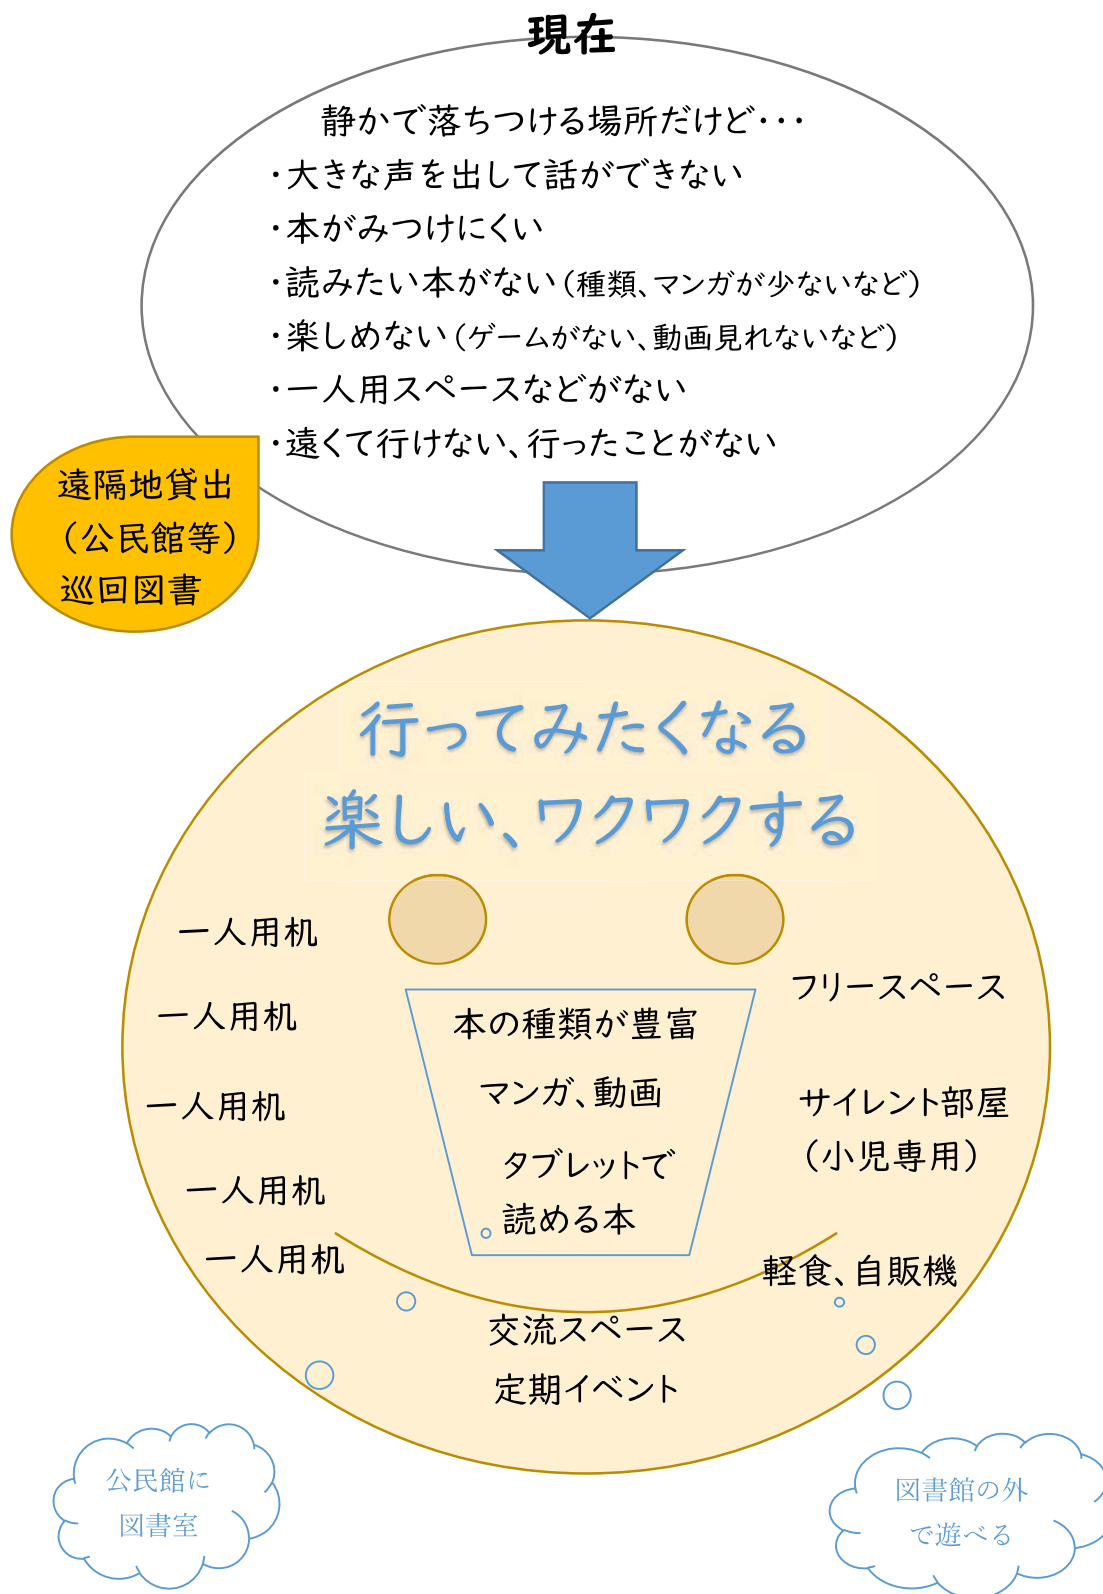 現在
静かで落ちつける場所だけど・・・
・大きな声を出して話ができない
・本がみつけにくい
・読みたい本がない（種類、マンガが少ないなど）
・楽しめない（ゲームがない、動画見れないなど）
・一人用スペースなどがない
・遠くて行けない、行ったことがない
遠隔地貸出
（公民館等）
巡回図書
行ってみたくなる
楽しい、ワクワクする
一人用机
一人用机
一人用机
一人用机
一人用机
本の種類が豊富
マンガ、動画
タブレットで
読める本
フリースペース
サイレント部屋
（小児専用）
軽食、自販機
交流スペース
定期イベント
公民館に
図書室
図書館の外
で遊べる